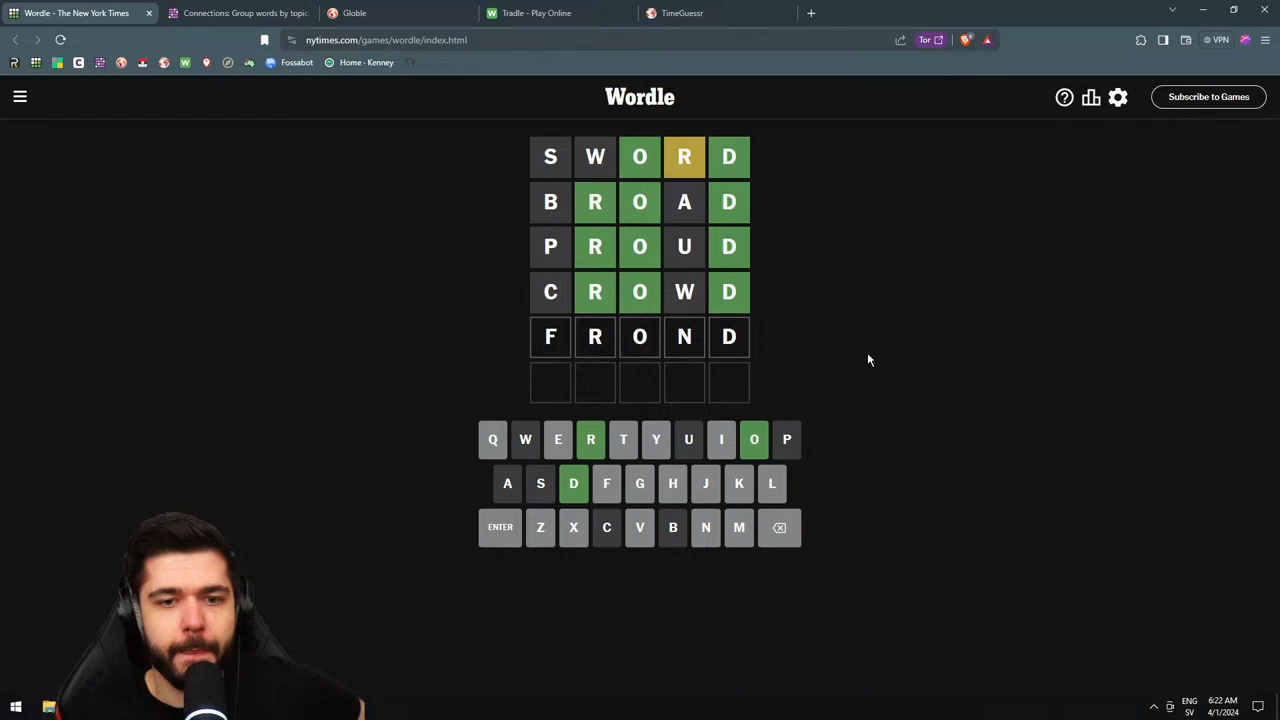 Wordle - The New York Times
Connections: Group words by topic.
Globle
Tradle - Play Online
TimeGuessr
nytimes.com/games/wordle/index.html
Tor
VPN
Fossabot
Home · Kenney
Wordle
Subscribe to Games
S W O R D
B R O A D
P R O U D
C R O W D
F R O N D
Q W E R T Y U I O P
A S D F G H J K L
ENTER Z X C V B N M
ENG 6:22 AM
SV 4/1/2024